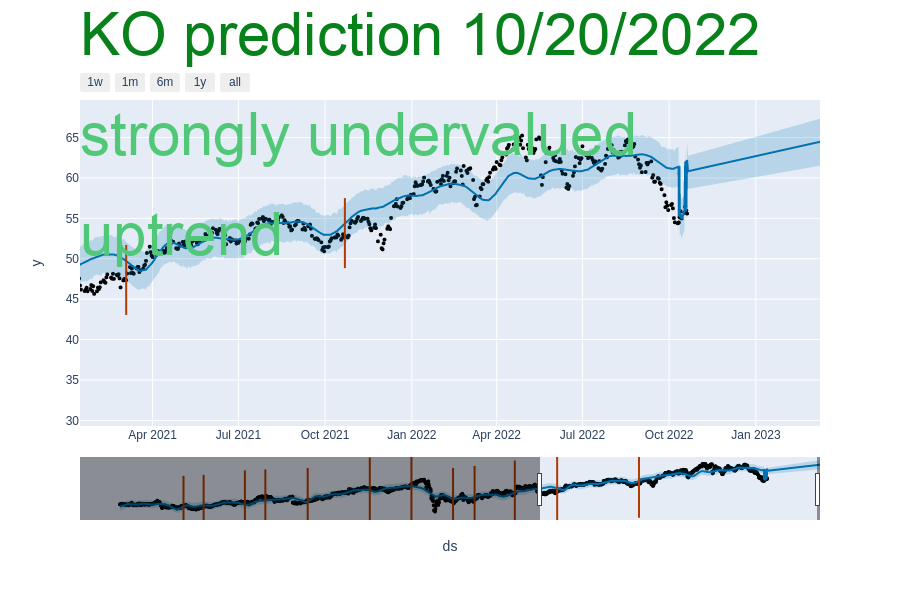 KO prediction 10/20/2022
1w 1m 6m 1y all
strongly undervalued
uptrend
65
60
55
50
45
40
35
30
y
Apr 2021 Jul 2021 Oct 2021 Jan 2022 Apr 2022 Jul 2022 Oct 2022 Jan 2023
ds